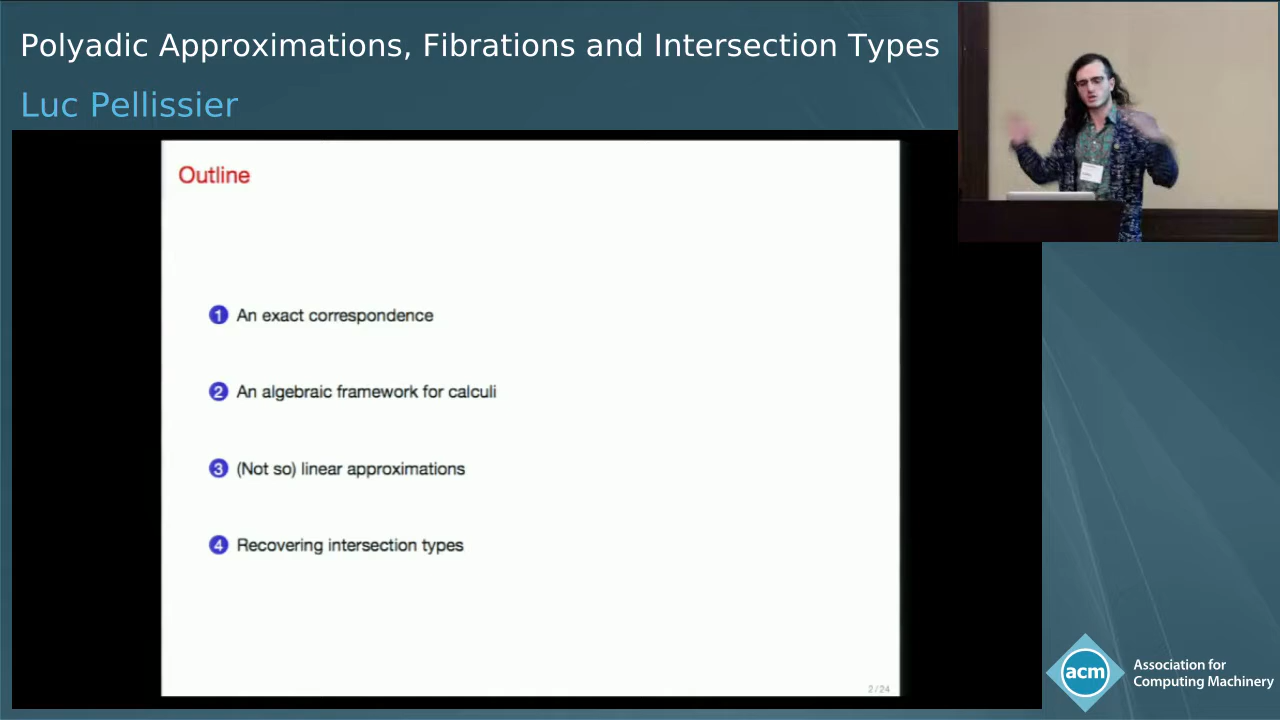 Polyadic Approximations, Fibrations and Intersection Types
Luc Pellissier
Outline
1 An exact correspondence
2 An algebraic framework for calculi
3 (Not so) linear approximations
4 Recovering intersection types
2 / 24
acm
Association for
Computing Machinery